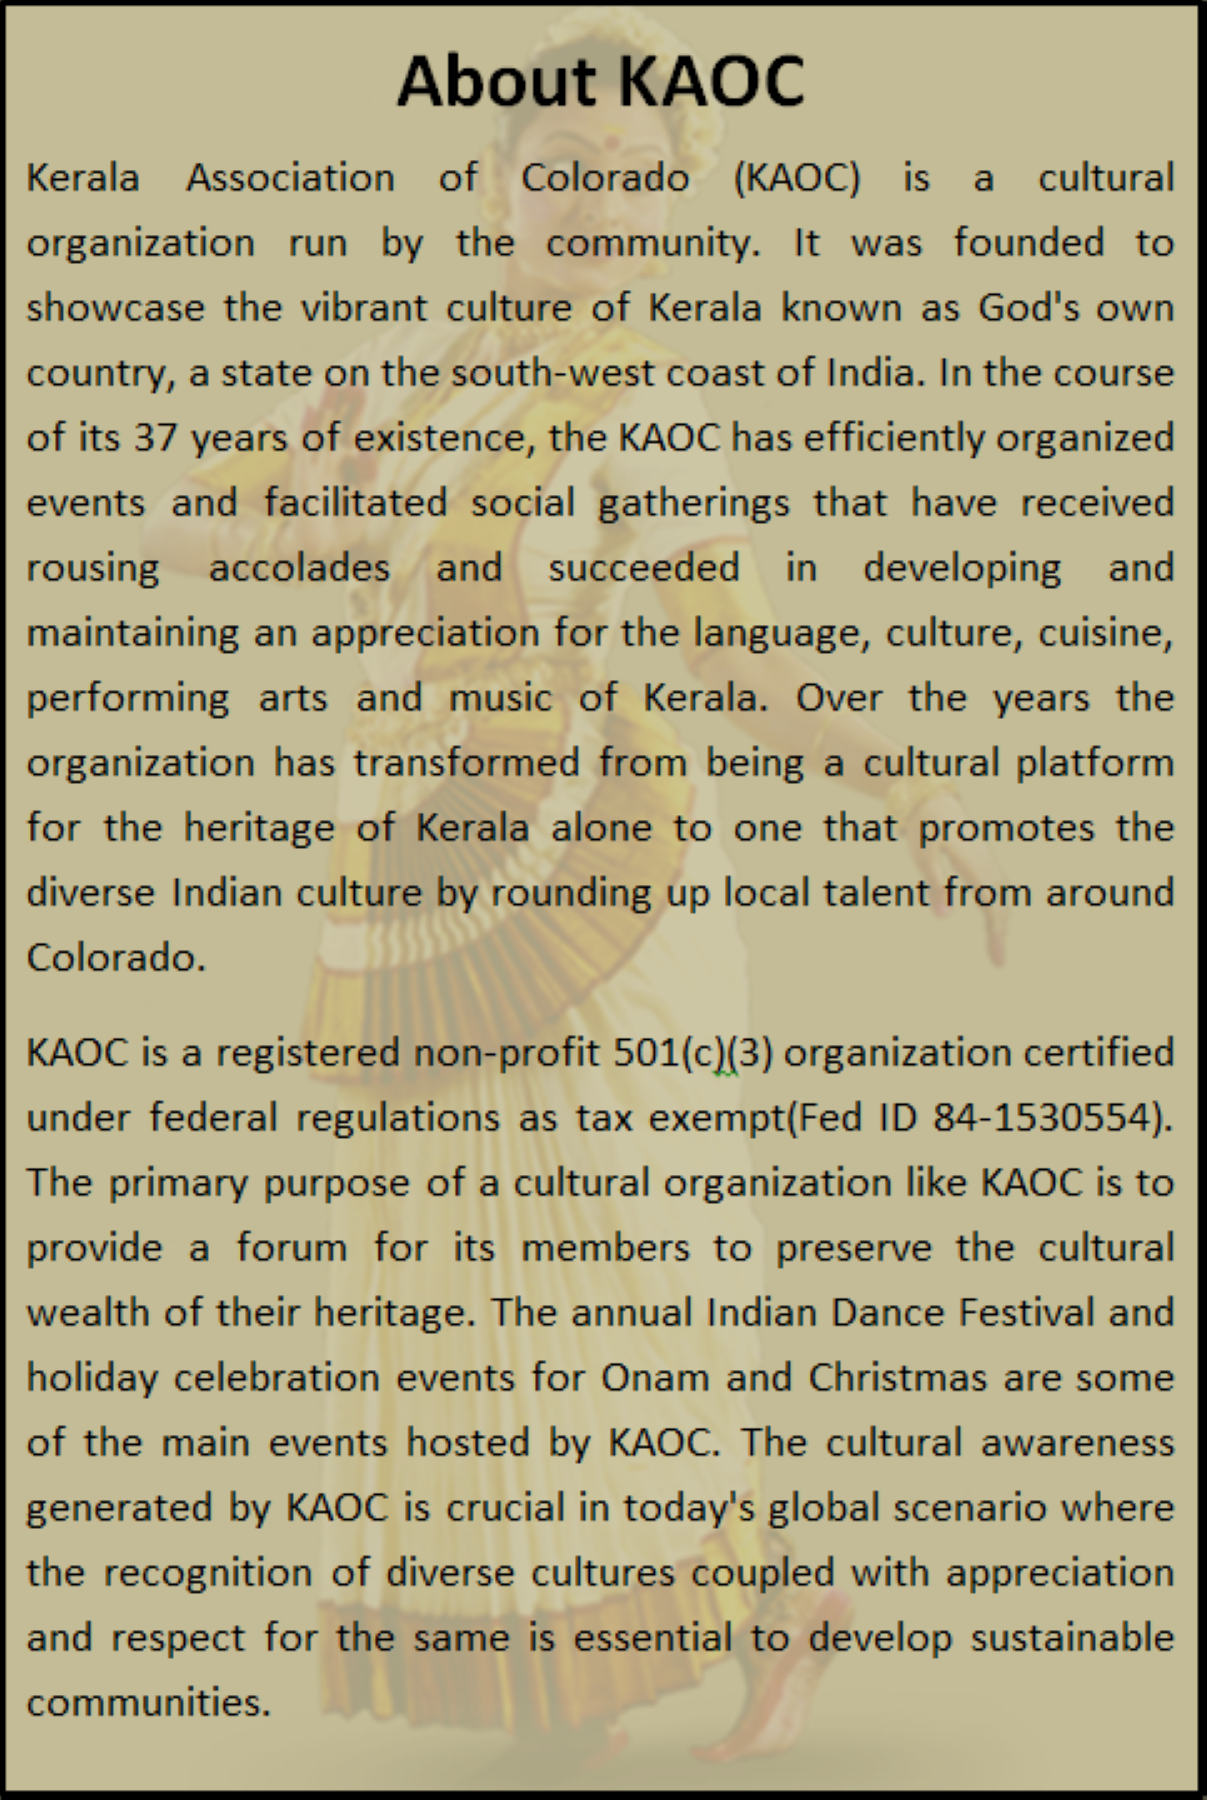 About KAOC
Kerala Association of Colorado (KAOC) is a cultural
organization run by the community. It was founded to
showcase the vibrant culture of Kerala known as God's own
country, a state on the south-west coast of India. In the course
of its 37 years of existence, the KAOC has efficiently organized
events and facilitated social gatherings that have received
rousing accolades and succeeded in developing and
maintaining an appreciation for the language, culture, cuisine,
performing arts and music of Kerala. Over the years the
organization has transformed from being a cultural platform
for the heritage of Kerala alone to one that promotes the
diverse Indian culture by rounding up local talent from around
Colorado.
KAOC is a registered non-profit 501(c)(3) organization certified
under federal regulations as tax exempt(Fed ID 84-1530554).
The primary purpose of a cultural organization like KAOC is to
provide a forum for its members to preserve the cultural
wealth of their heritage. The annual Indian Dance Festival and
holiday celebration events for Onam and Christmas are some
of the main events hosted by KAOC. The cultural awareness
generated by KAOC is crucial in today's global scenario where
the recognition of diverse cultures coupled with appreciation
and respect for the same is essential to develop sustainable
communities.